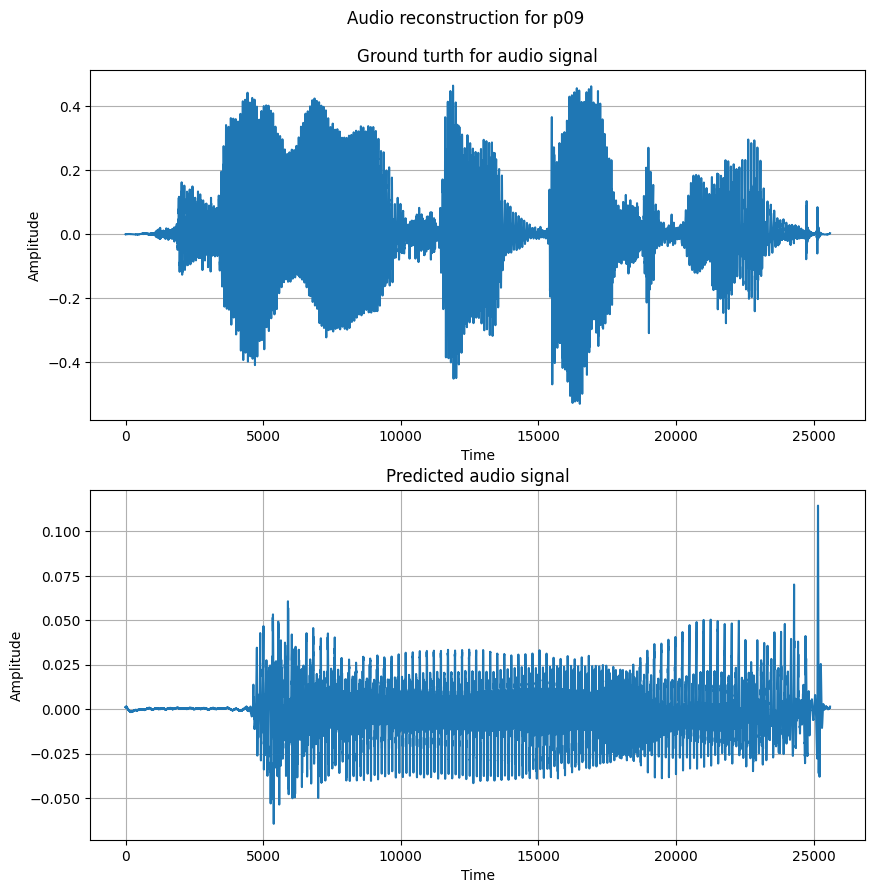 Audio reconstruction for p09
Ground turth for audio signal
0.4
0.2
0.0
−0.2
−0.4
Amplitude
0 5000 10000 15000 20000 25000
Time
Predicted audio signal
0.100
0.075
0.050
0.025
0.000
−0.025
−0.050
Amplitude
0 5000 10000 15000 20000 25000
Time